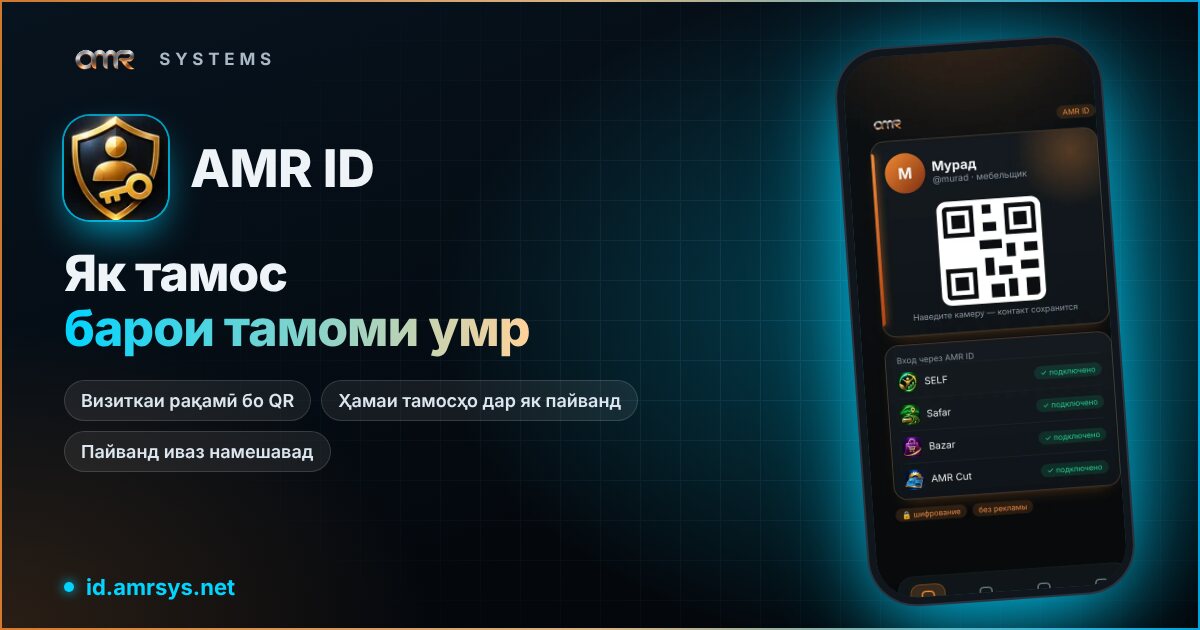 amr SYSTEMS
AMR ID
Як тамос
барои тамоми умр
Визиткаи рақамӣ бо QR
Ҳамаи тамосҳо дар як пайванд
Пайванд иваз намешавад
id.amrsys.net
amr
AMR ID
М
Мурад
@murad · мебельщик
Наведите камеру — контакт сохранится
Вход через AMR ID
SELF
✓ подключено
Safar
✓ подключено
Bazar
✓ подключено
AMR Cut
✓ подключено
шифрование
без рекламы